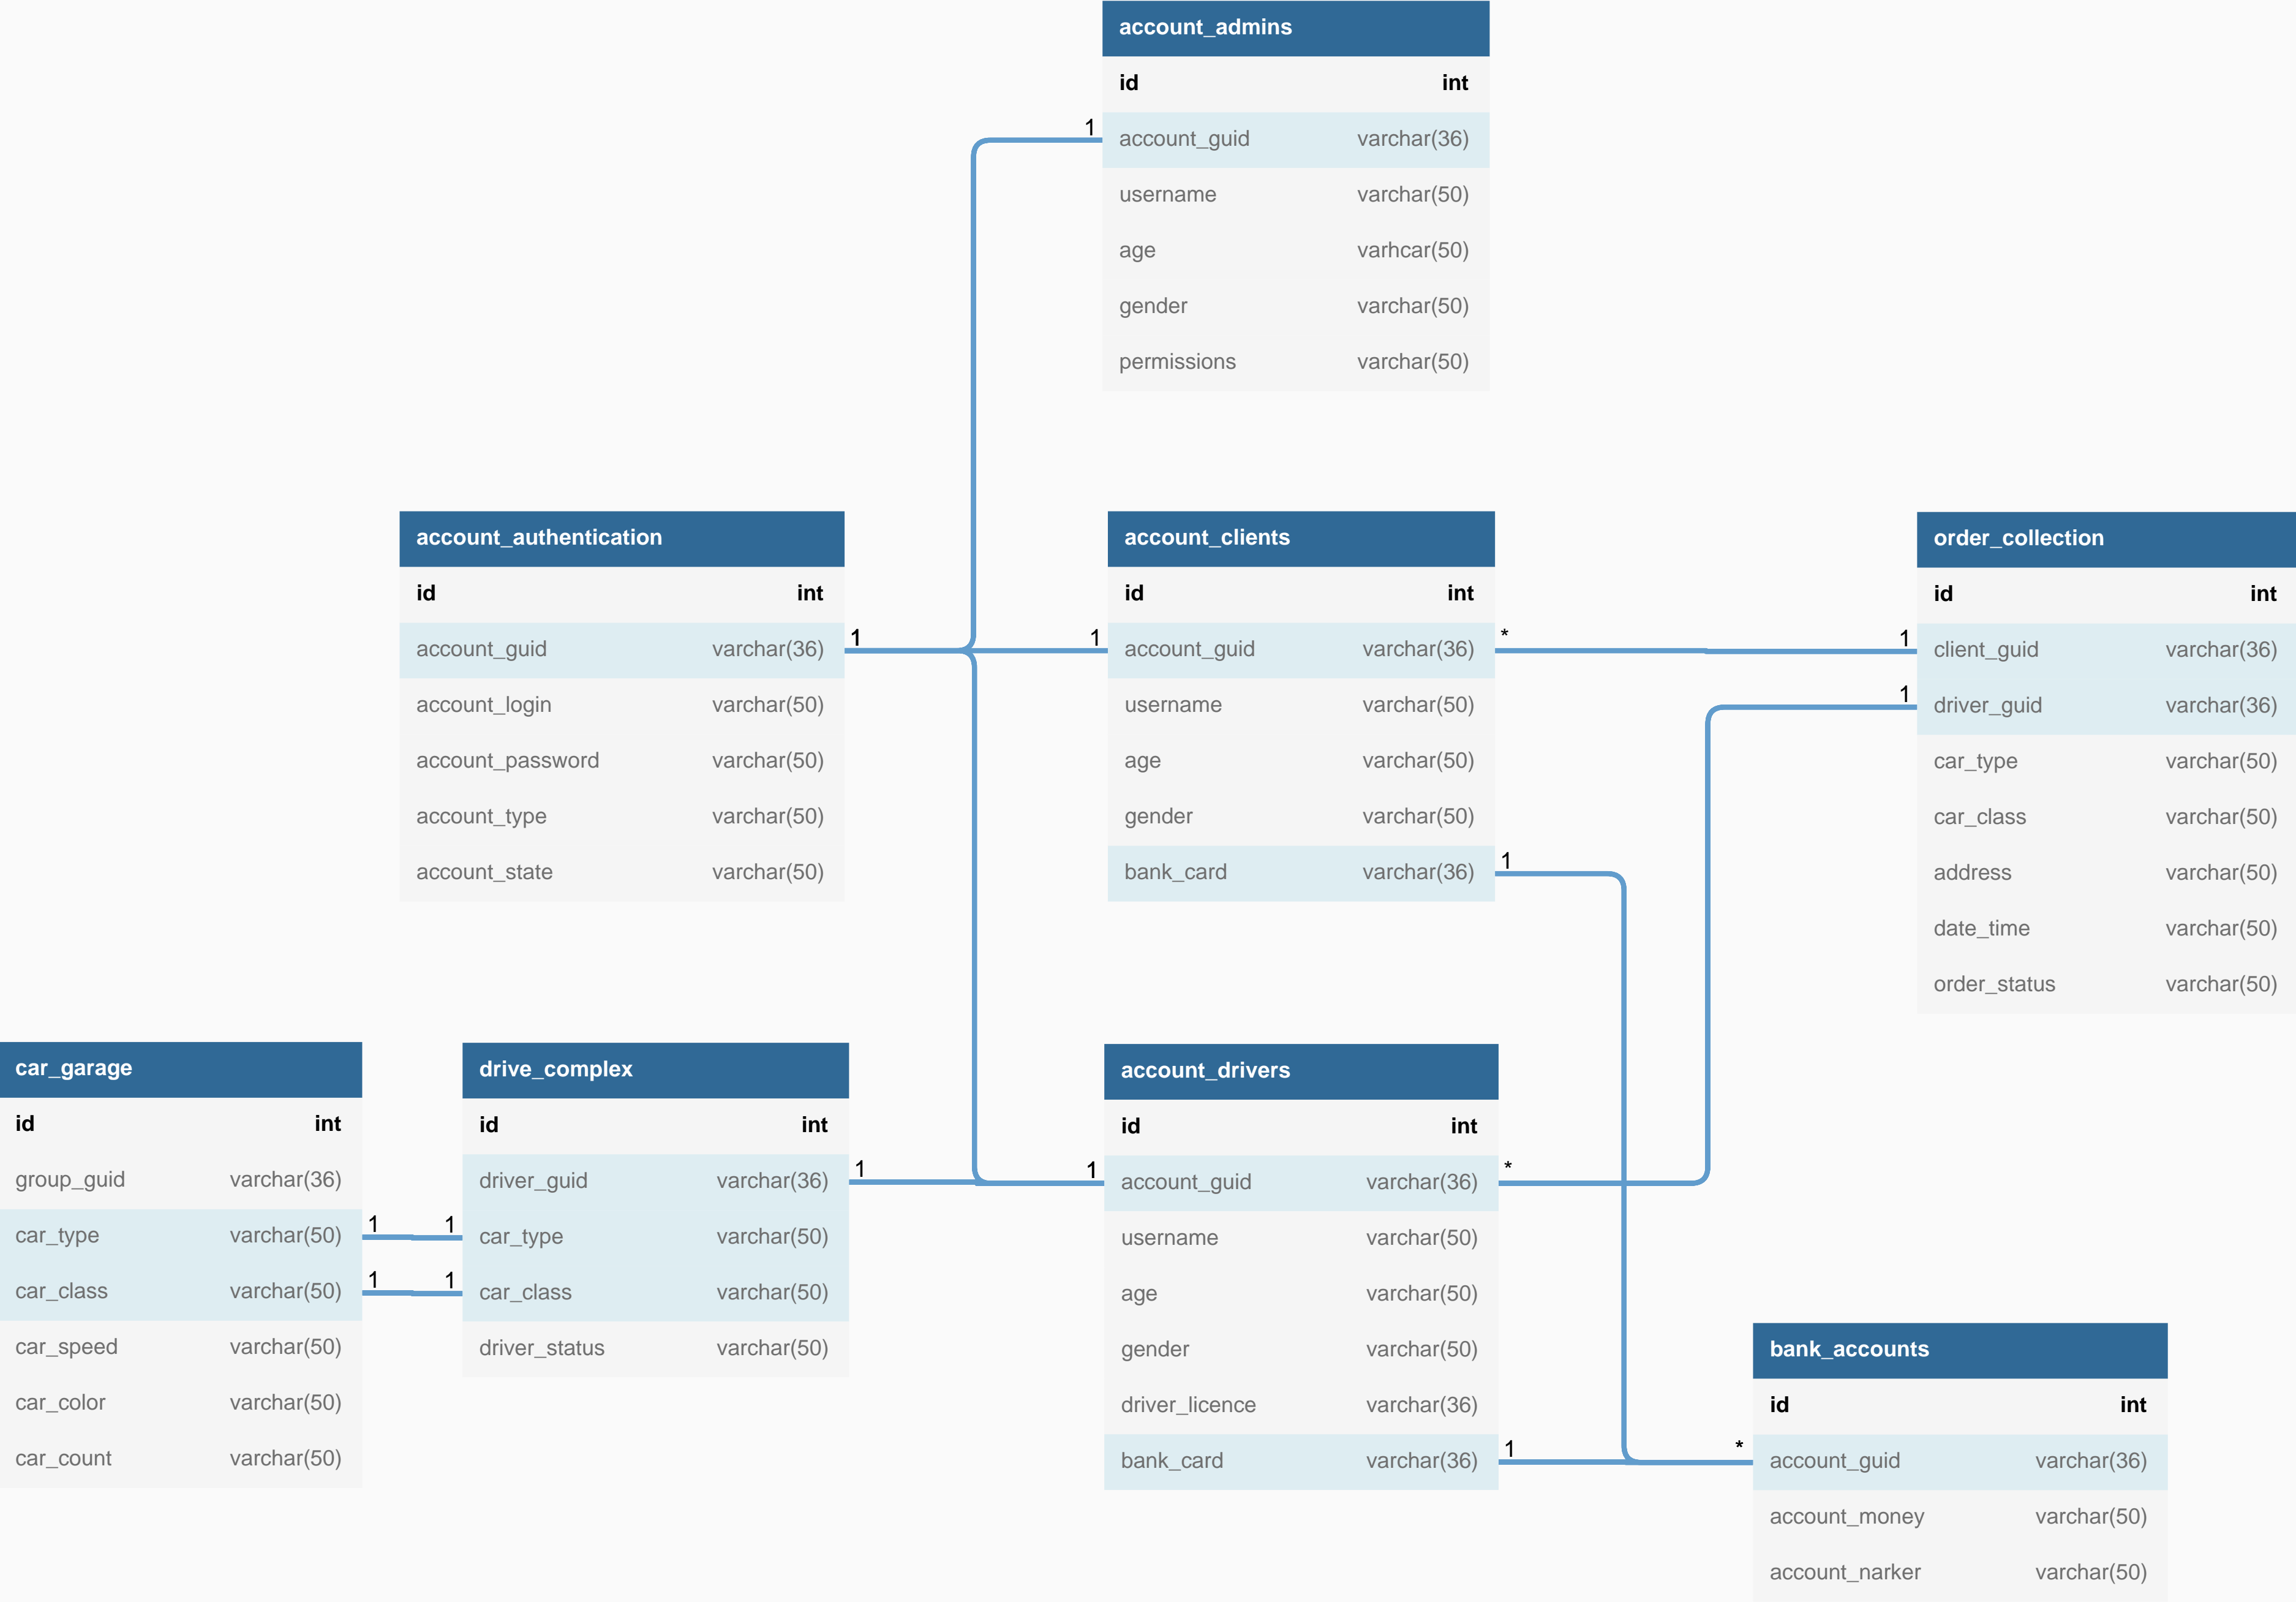 account_admins
id int
account_guid varchar(36)
username varchar(50)
age varhcar(50)
gender varchar(50)
permissions varchar(50)
account_authentication
id int
account_guid varchar(36)
account_login varchar(50)
account_password varchar(50)
account_type varchar(50)
account_state varchar(50)
account_clients
id int
account_guid varchar(36)
username varchar(50)
age varchar(50)
gender varchar(50)
bank_card varchar(36)
order_collection
id int
client_guid varchar(36)
driver_guid varchar(36)
car_type varchar(50)
car_class varchar(50)
address varchar(50)
date_time varchar(50)
order_status varchar(50)
car_garage
id int
group_guid varchar(36)
car_type varchar(50)
car_class varchar(50)
car_speed varchar(50)
car_color varchar(50)
car_count varchar(50)
drive_complex
id int
driver_guid varchar(36)
car_type varchar(50)
car_class varchar(50)
driver_status varchar(50)
account_drivers
id int
account_guid varchar(36)
username varchar(50)
age varchar(50)
gender varchar(50)
driver_licence varchar(36)
bank_card varchar(36)
bank_accounts
id int
account_guid varchar(36)
account_money varchar(50)
account_narker varchar(50)
1
1
1
*
1
1
1
1
1
*
1
1
1
1
1
*